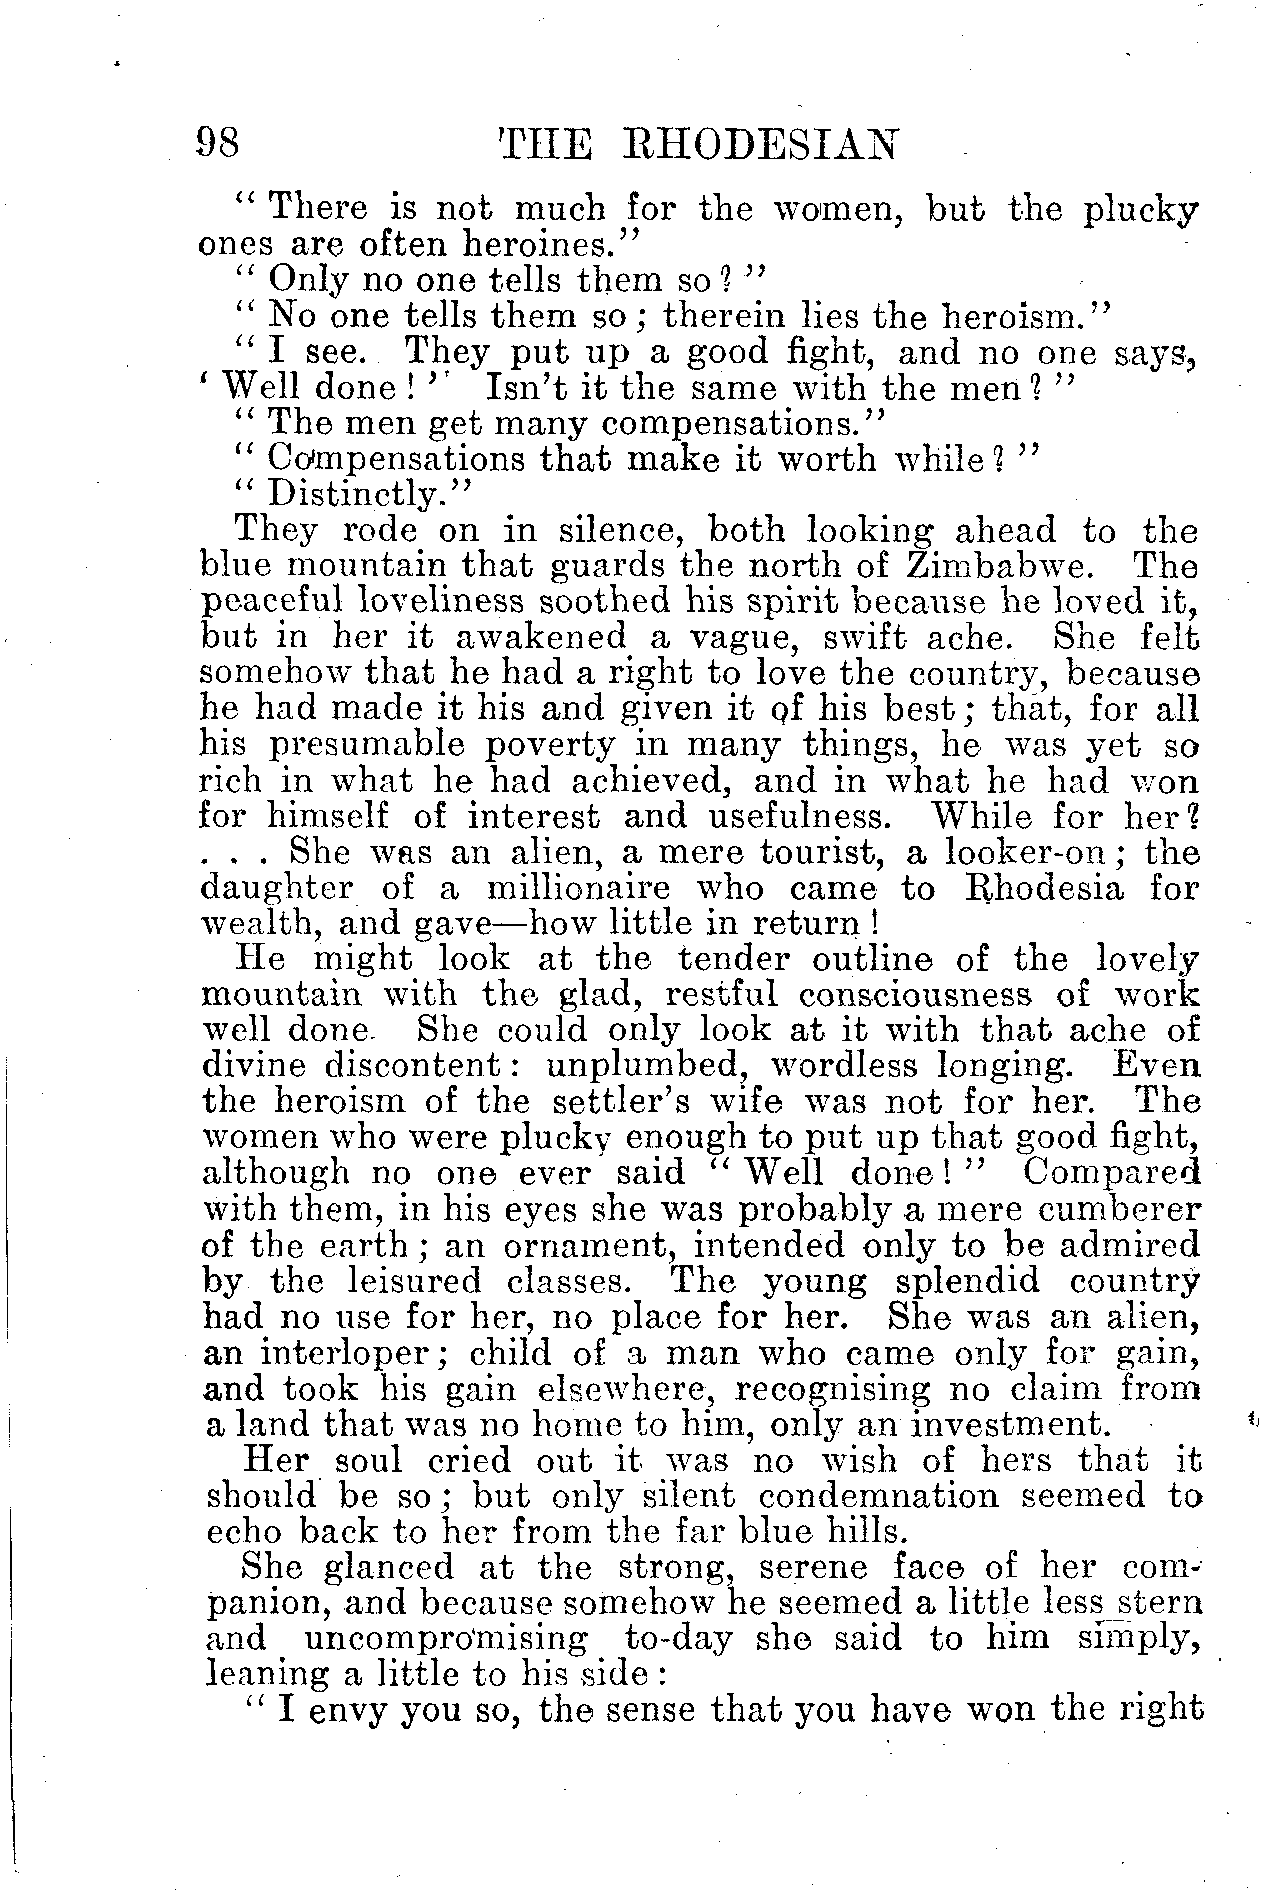 98 THE RHODESIAN
“ There is not much for the women, but the plucky
ones are often heroines.”
“ Only no one tells them so ? ”
“ No one tells them so ; therein lies the heroism.”
“ I see. They put up a good fight, and no one says,
‘ Well done ! ’ Isn’t it the same with the men ? ”
“ The men get many compensations.”
“ Compensations that make it worth while ? ”
“ Distinctly.”
They rode on in silence, both looking ahead to the
blue mountain that guards the north of Zimbabwe. The
peaceful loveliness soothed his spirit because he loved it,
but in her it awakened a vague, swift ache. She felt
somehow that he had a right to love the country, because
he had made it his and given it of his best ; that, for all
his presumable poverty in many things, he was yet so
rich in what he had achieved, and in what he had won
for himself of interest and usefulness. While for her ?
. . . She was an alien, a mere tourist, a looker-on ; the
daughter of a millionaire who came to Rhodesia for
wealth, and gave—how little in return !
He might look at the tender outline of the lovely
mountain with the glad, restful consciousness of work
well done. She could only look at it with that ache of
divine discontent : unplumbed, wordless longing. Even
the heroism of the settler’s wife was not for her. The
women who were plucky enough to put up that good fight,
although no one ever said “ Well done ! ” Compared
with them, in his eyes she was probably a mere cumberer
of the earth ; an ornament, intended only to be admired
by the leisured classes. The young splendid country
had no use for her, no place for her. She was an alien,
an interloper ; child of a man who came only for gain,
and took his gain elsewhere, recognising no claim from
a land that was no home to him, only an investment.
Her soul cried out it was no wish of hers that it
should be so ; but only silent condemnation seemed to
echo back to her from the far blue hills.
She glanced at the strong, serene face of her com-
panion, and because somehow he seemed a little less stern
and uncompromising to-day she said to him simply,
leaning a little to his side :
“ I envy you so, the sense that you have won the right